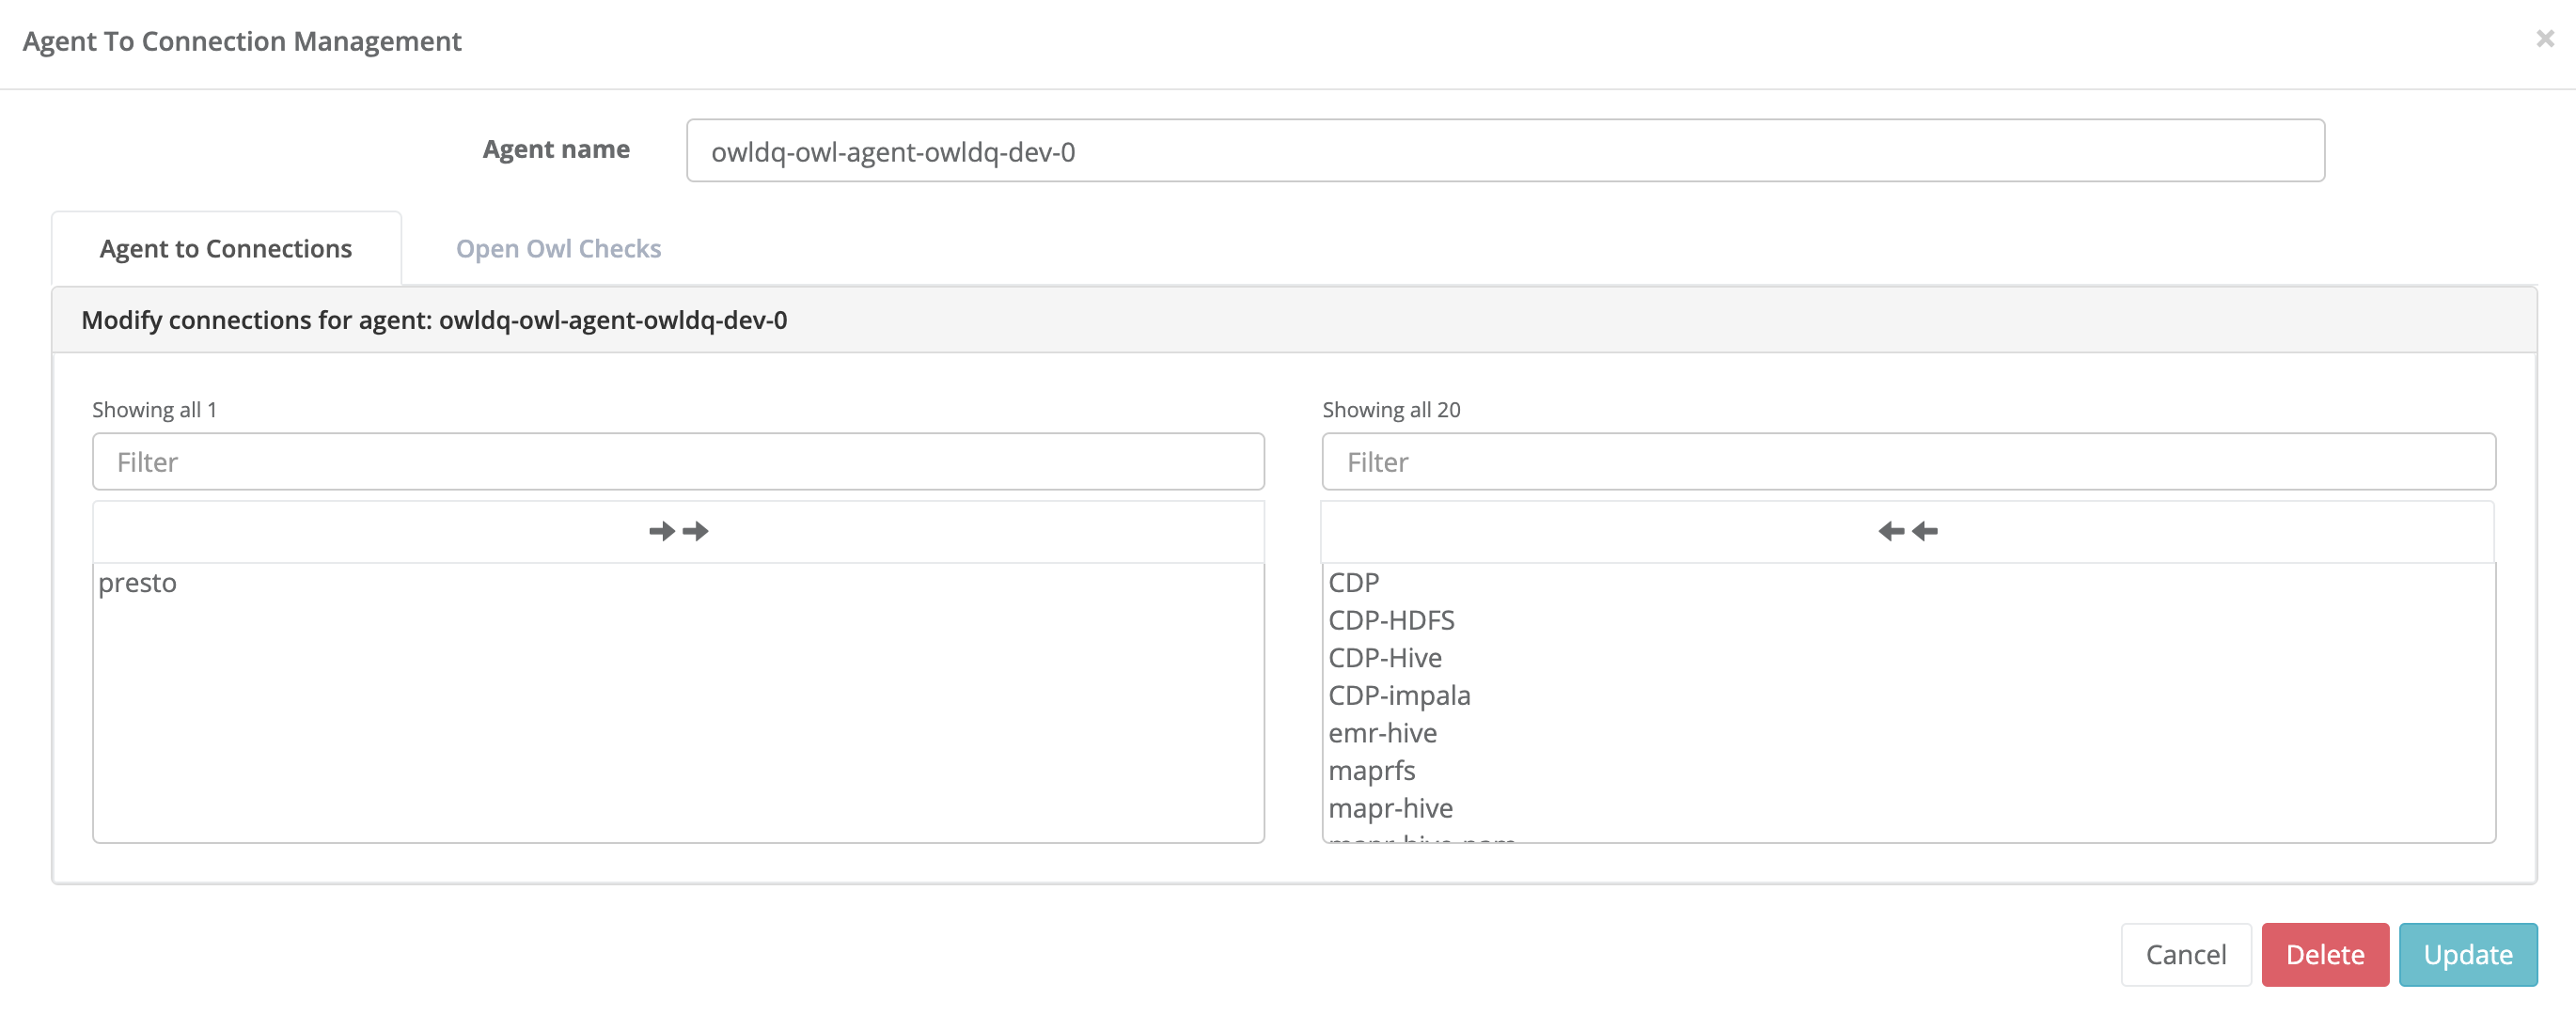 Agent To Connection Management
×
Agent name
owldq-owl-agent-owldq-dev-0
Agent to Connections
Open Owl Checks
Modify connections for agent: owldq-owl-agent-owldq-dev-0
Showing all 1
Filter
presto
Showing all 20
Filter
CDP
CDP-HDFS
CDP-Hive
CDP-impala
emr-hive
maprfs
mapr-hive
Cancel
Delete
Update